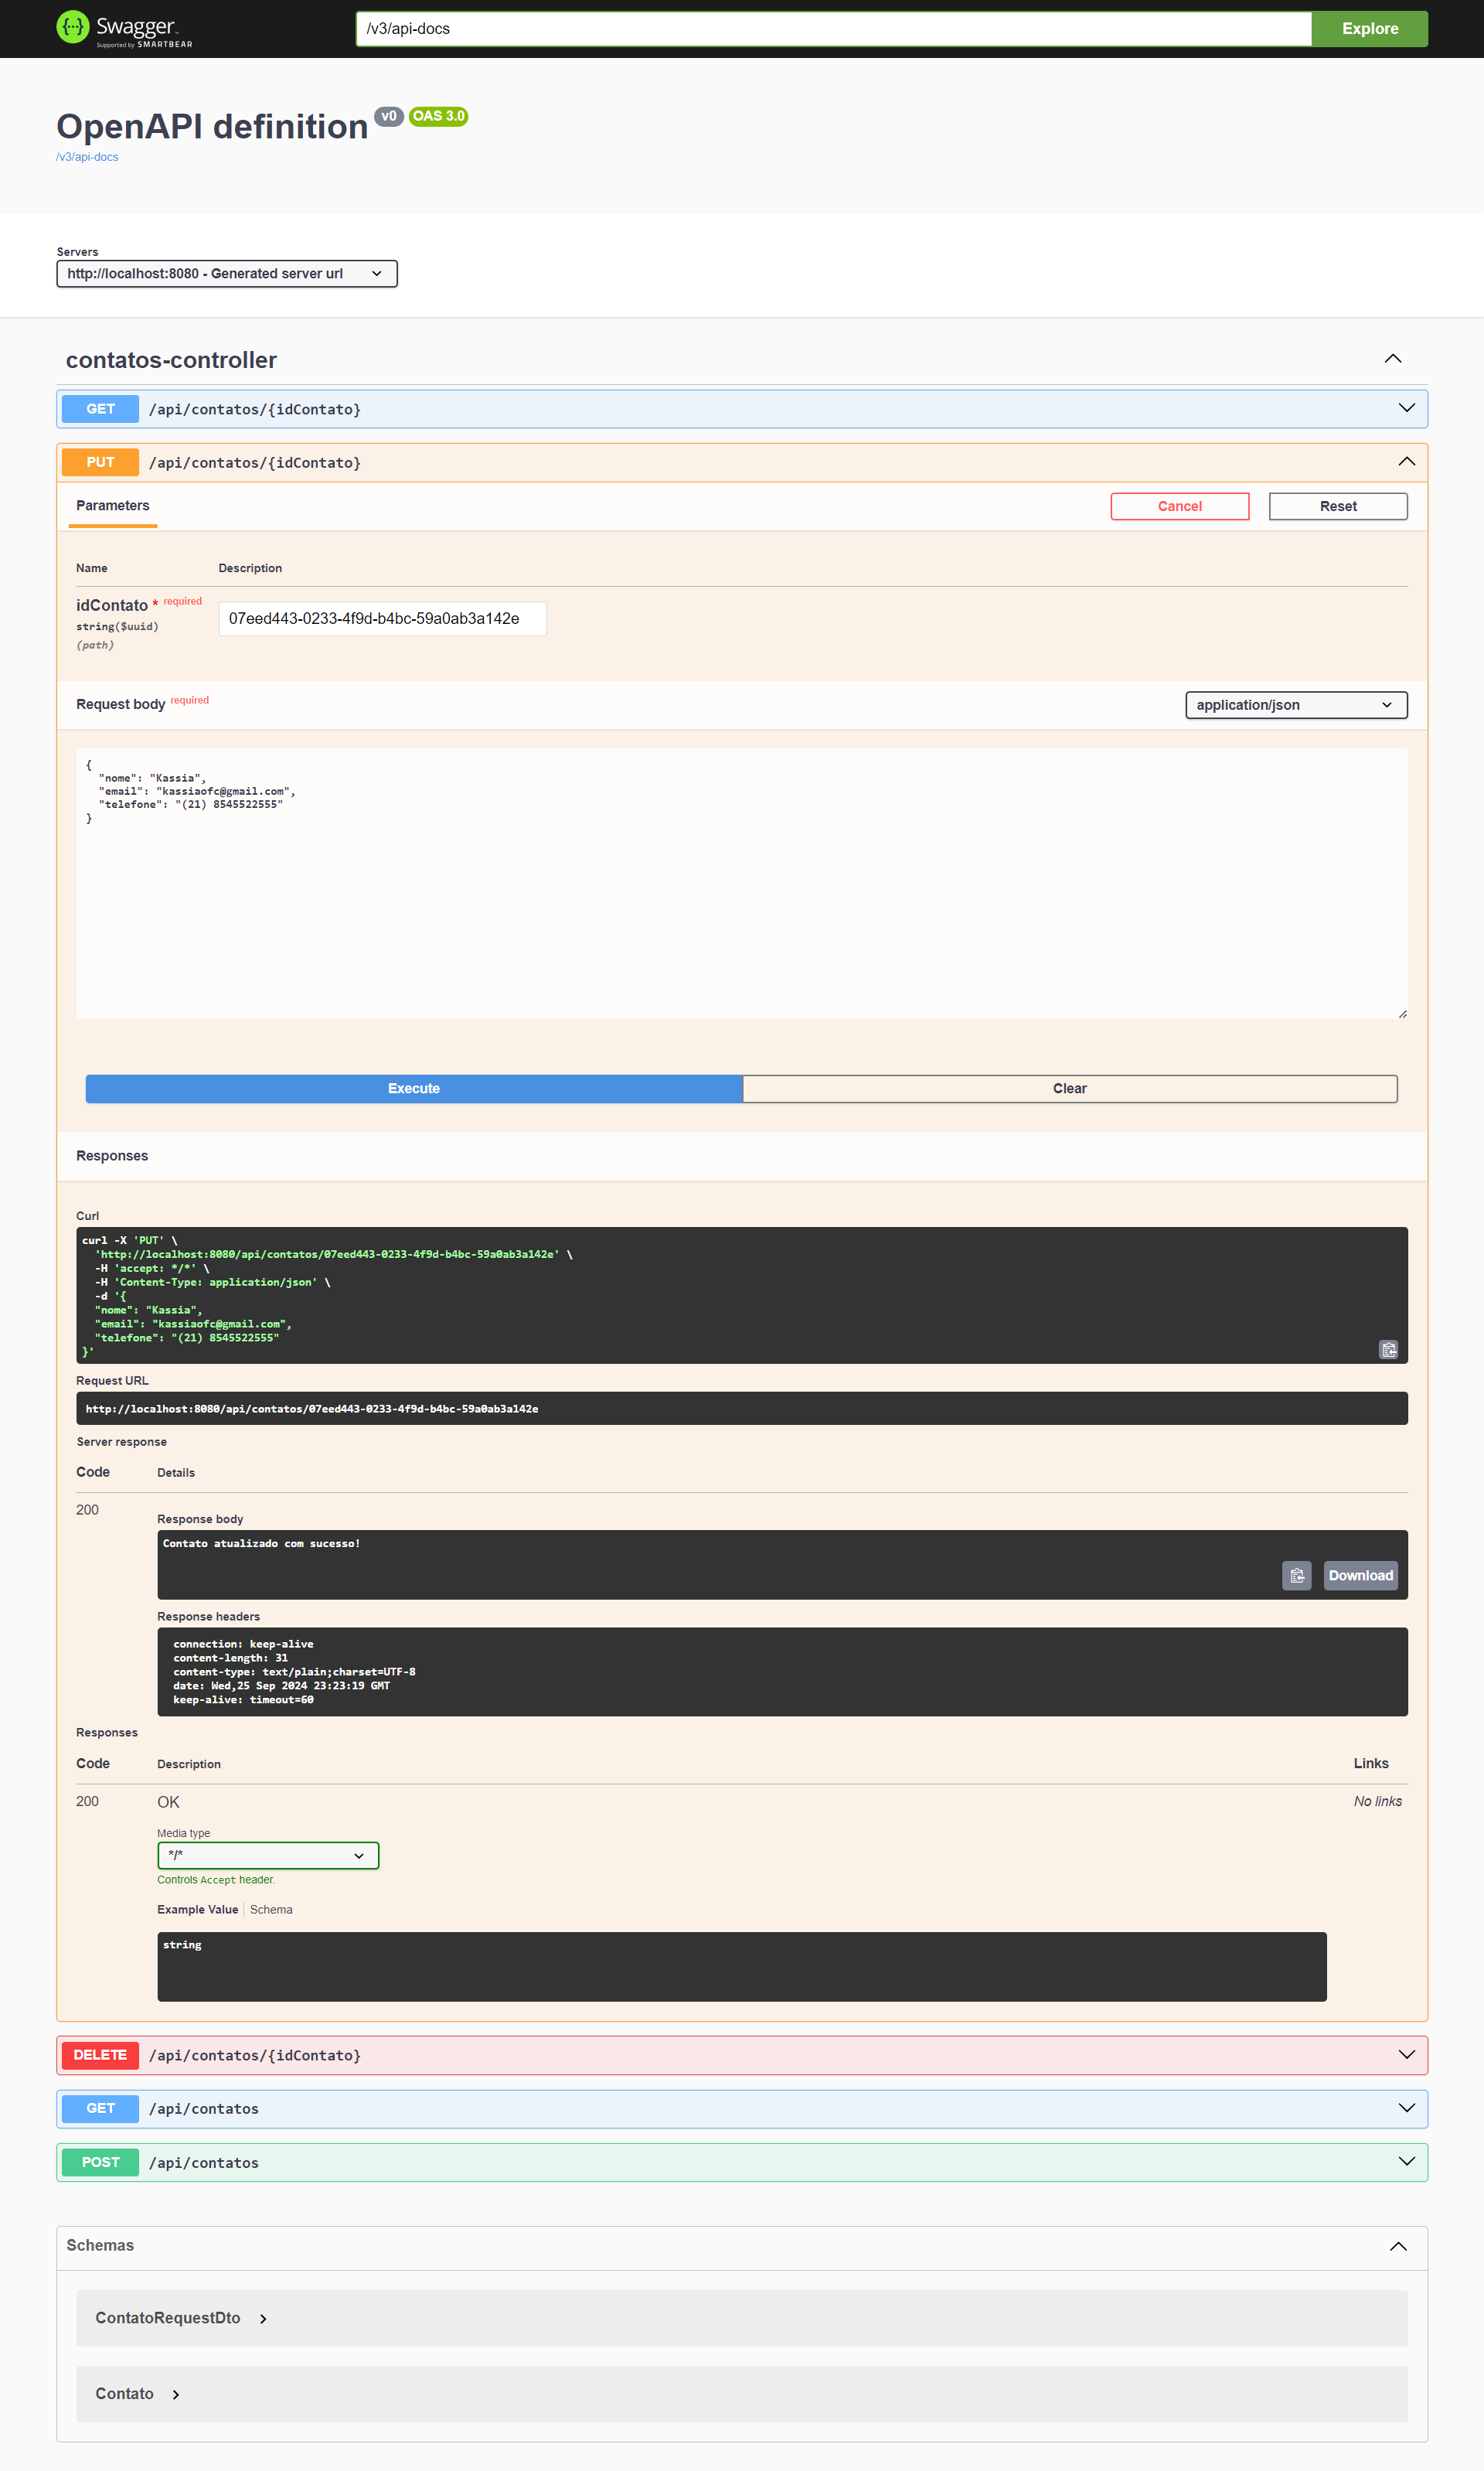 Swagger
Supported by SMARTBEAR
/v3/api-docs
Explore
OpenAPI definition v0 OAS 3.0
/v3/api-docs
Servers
http://localhost:8080 - Generated server url
contatos-controller
GET /api/contatos/{idContato}
PUT /api/contatos/{idContato}
Parameters
Cancel
Reset
Name Description
idContato * required
string($uuid)
(path)
07eed443-0233-4f9d-b4bc-59a0ab3a142e
Request body required
application/json
{
"nome": "Kassia",
"email": "kassiaofc@gmail.com",
"telefone": "(21) 8545522555"
}
Execute
Clear
Responses
Curl
curl -X 'PUT' \
'http://localhost:8080/api/contatos/07eed443-0233-4f9d-b4bc-59a0ab3a142e' \
-H 'accept: */*' \
-H 'Content-Type: application/json' \
-d '{
"nome": "Kassia",
"email": "kassiaofc@gmail.com",
"telefone": "(21) 8545522555"
}'
Request URL
http://localhost:8080/api/contatos/07eed443-0233-4f9d-b4bc-59a0ab3a142e
Server response
Code Details
200
Response body
Contato atualizado com sucesso!
Download
Response headers
connection: keep-alive
content-length: 31
content-type: text/plain;charset=UTF-8
date: Wed,25 Sep 2024 23:23:19 GMT
keep-alive: timeout=60
Responses
Code Description Links
200 OK No links
Media type
*/*
Controls Accept header.
Example Value Schema
string
DELETE /api/contatos/{idContato}
GET /api/contatos
POST /api/contatos
Schemas
ContatoRequestDto
Contato